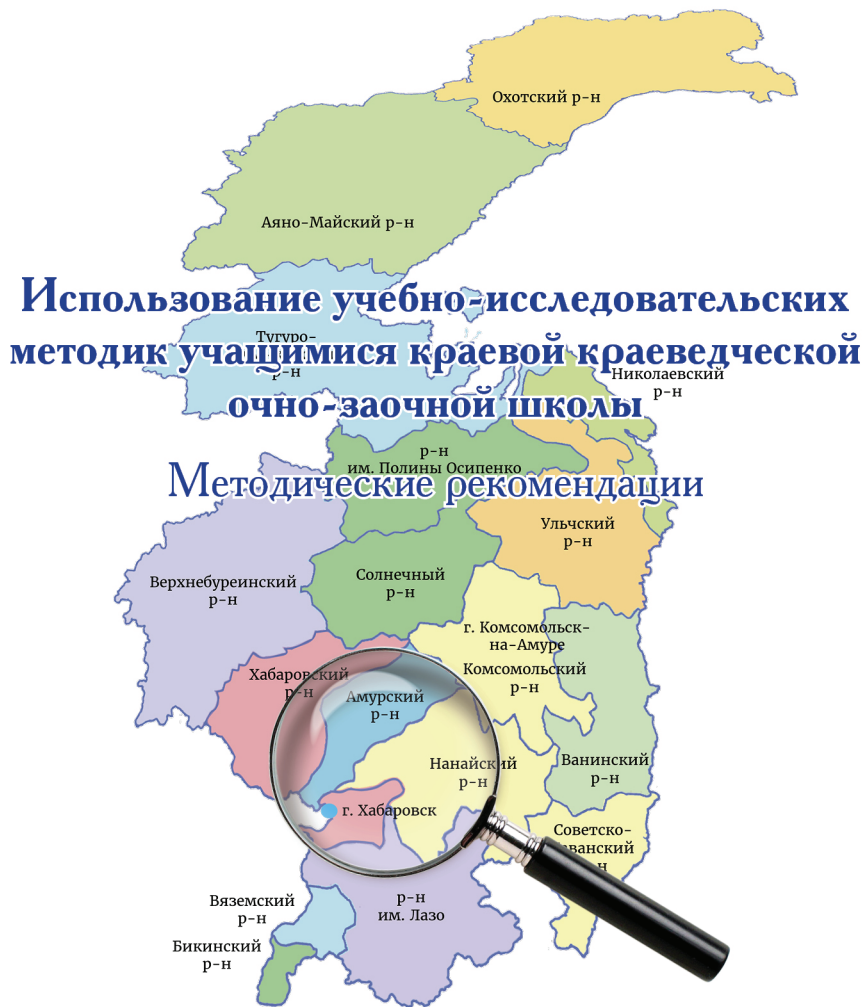 Охотский р-н
Аяно-Майский р-н
Использование учебно-исследовательских
Тугуро-
методик учащимися краевой краеведческой
р-н
Николаевский
р-н
очно-заочной школы
р-н
им. Полины Осипенко
Методические рекомендации
Ульчский
р-н
Верхнебуреинский
р-н
Солнечный
р-н
г. Комсомольск-
на-Амуре
Комсомольский
р-н
Хабаровский
р-н
Амурский
р-н
Нанайский
р-н
Ванинский
р-н
г. Хабаровск
Советско-
Вяземский
р-н
р-н
им. Лазо
Бикинский
р-н